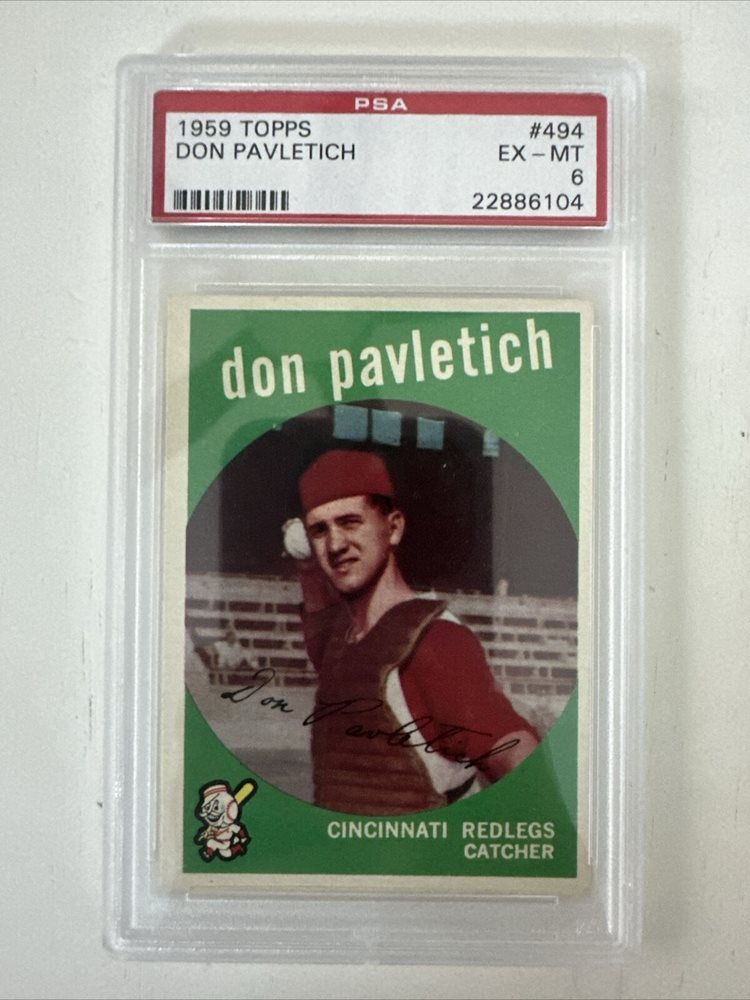 PSA
1959 TOPPS #494
DON PAVLETICH EX - MT
6
22886104
don pavletich
Don Pavletich
CINCINNATI REDLEGS
CATCHER